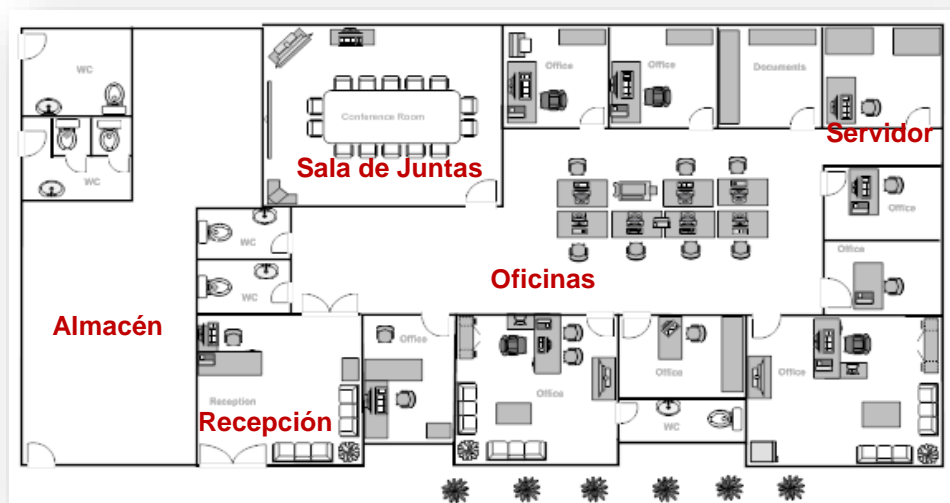 WC
Office
Office
Documents
Conference Room
Servidor
Sala de Juntas
WC
Office
WC
Oficinas
Office
WC
Almacén
Office
Office
Office
Office
Reception
Recepción
WC